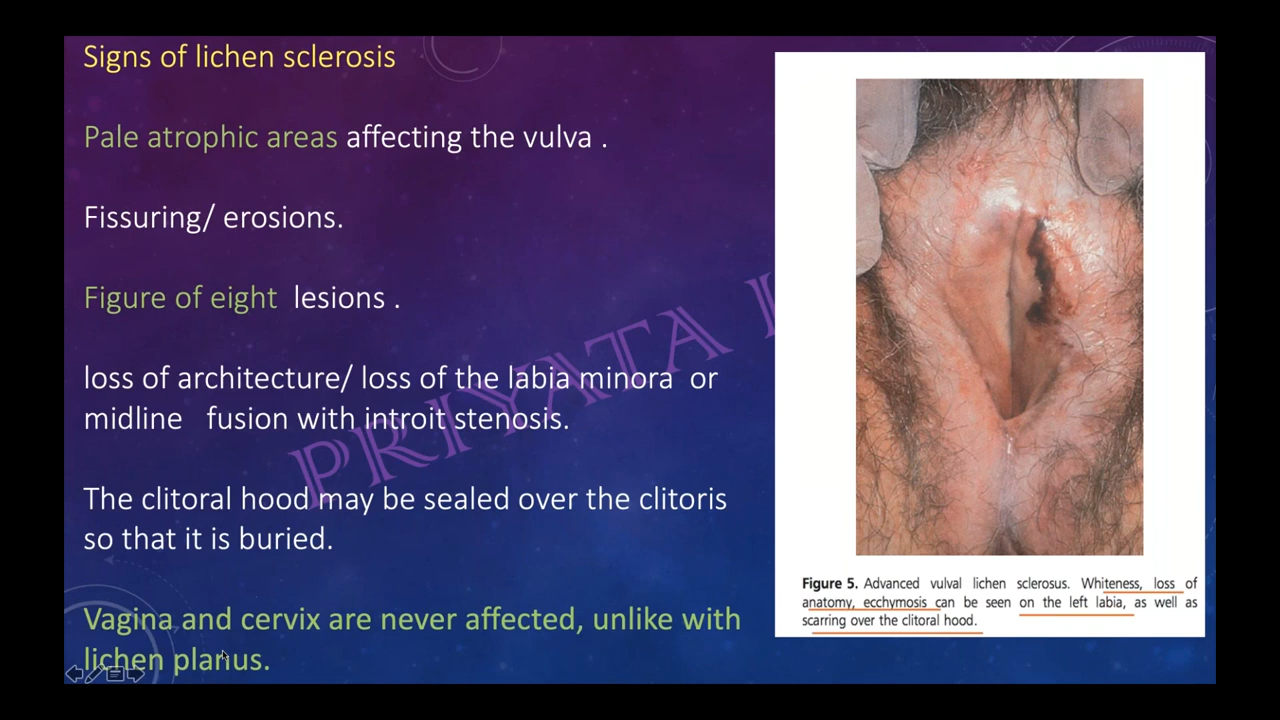 Signs of lichen sclerosis
Pale atrophic areas affecting the vulva .
Fissuring/ erosions.
Figure of eight lesions .
loss of architecture/ loss of the labia minora or
midline fusion with introit stenosis.
The clitoral hood may be sealed over the clitoris
so that it is buried.
Vagina and cervix are never affected, unlike with
lichen planus.
PRIYATA
Figure 5. Advanced vulval lichen sclerosus. Whiteness, loss of
anatomy, ecchymosis can be seen on the left labia, as well as
scarring over the clitoral hood.